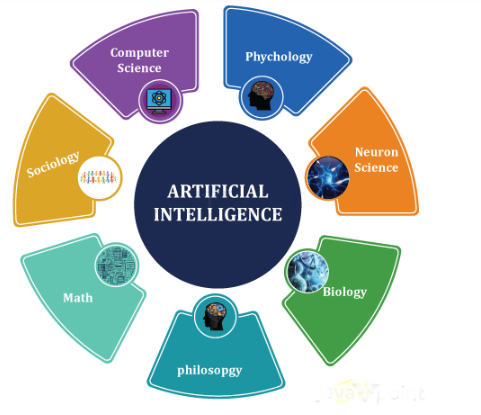 Computer
Science
Phychology
Neuron
Science
Biology
philosopgy
Math
Sociology
ARTIFICIAL
INTELLIGENCE